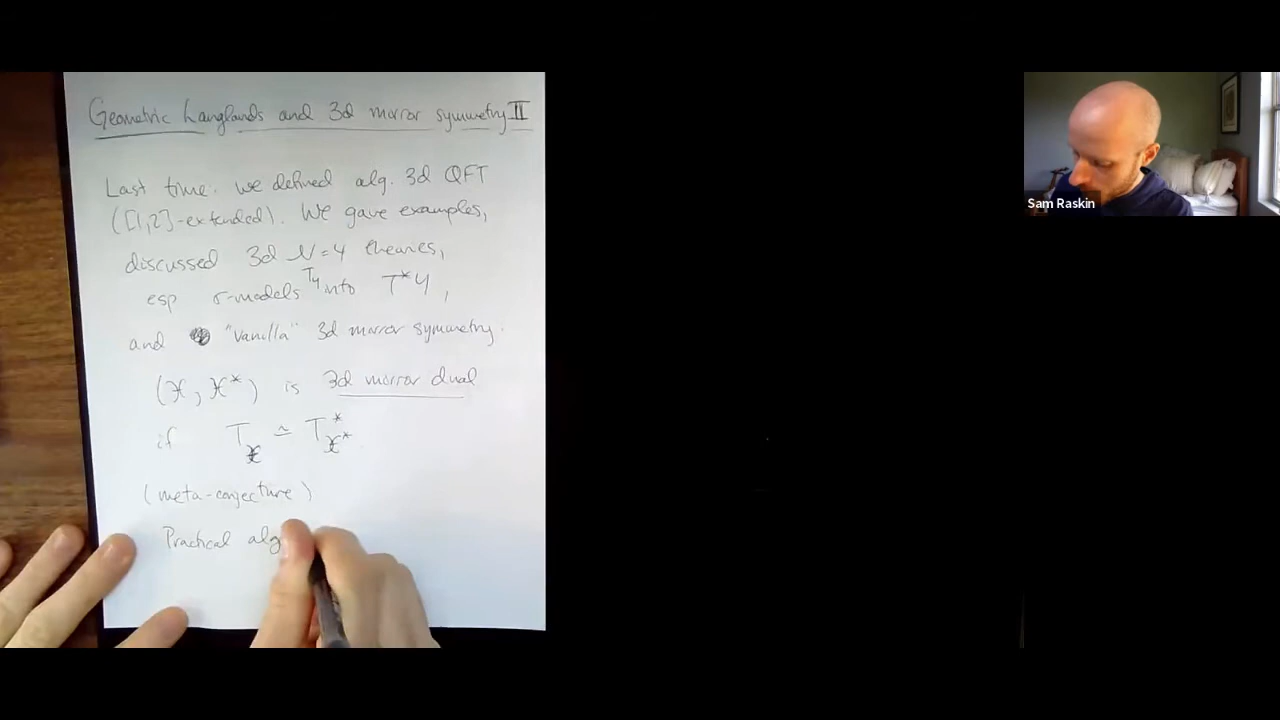 Geometric Langlands and 3d mirror symmetry II
Last time. we defined alg. 3d QFT
([1,2]-extended). We gave examples,
discussed 3d N=4 theories,
esp σ-models T_Y into T*Y,
and "vanilla" 3d mirror symmetry.
(X, X*) is 3d mirror dual
if T_X ≃ T*_X*
(meta-conjecture)
Practical alg
Sam Raskin